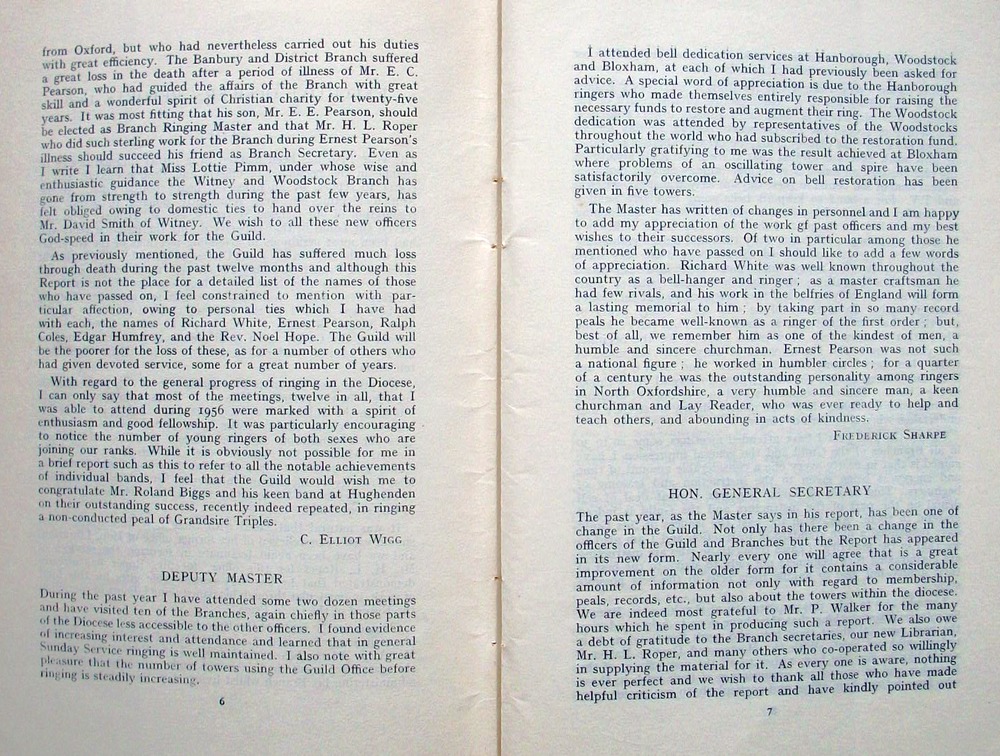 from Oxford, but who had nevertheless carried out his duties
with great efficiency. The Banbury and District Branch suffered
a great loss in the death after a period of illness of Mr. E. C.
Pearson, who had guided the affairs of the Branch with great
skill and a wonderful spirit of Christian charity for twenty-five
years. It was most fitting that his son, Mr. E. E. Pearson, should
be elected as Branch Ringing Master and that Mr. H. L. Roper
who did such sterling work for the Branch during Ernest Pearson's
illness should succeed his friend as Branch Secretary. Even as
I write I learn that Miss Lottie Pimm, under whose wise and
enthusiastic guidance the Witney and Woodstock Branch has
gone from strength to strength during the past few years, has
felt obliged owing to domestic ties to hand over the reins to
Mr. David Smith of Witney. We wish to all these new officers
God-speed in their work for the Guild.
As previously mentioned, the Guild has suffered much loss
through death during the past twelve months and although this
Report is not the place for a detailed list of the names of those
who have passed on, I feel constrained to mention with par-
ticular affection, owing to personal ties which I have had
with each, the names of Richard White, Ernest Pearson, Ralph
Coles, Edgar Humfrey, and the Rev. Noel Hope. The Guild will
be the poorer for the loss of these, as for a number of others who
had given devoted service, some for a great number of years.
With regard to the general progress of ringing in the Diocese,
I can only say that most of the meetings, twelve in all, that I
was able to attend during 1956 were marked with a spirit of
enthusiasm and good fellowship. It was particularly encouraging
to notice the number of young ringers of both sexes who are
joining our ranks. While it is obviously not possible for me in
a brief report such as this to refer to all the notable achievements
of individual bands, I feel that the Guild would wish me to
congratulate Mr. Roland Biggs and his keen band at Hughenden
on their outstanding success, recently indeed repeated, in ringing
a non-conducted peal of Grandsire Triples.
C. Elliot Wigg
DEPUTY MASTER
During the past year I have attended some two dozen meetings
and have visited ten of the Branches, again chiefly in those parts
of the Diocese less accessible to the other officers. I found evidence
of increasing interest and attendance and learned that in general
Sunday Service ringing is well maintained. I also note with great
pleasure that the number of towers using the Guild Office before
ringing is steadily increasing.
6
I attended bell dedication services at Hanborough, Woodstock
and Bloxham, at each of which I had previously been asked for
advice. A special word of appreciation is due to the Hanborough
ringers who made themselves entirely responsible for raising the
necessary funds to restore and augment their ring. The Woodstock
dedication was attended by representatives of the Woodstocks
throughout the world who had subscribed to the restoration fund.
Particularly gratifying to me was the result achieved at Bloxham
where problems of an oscillating tower and spire have been
satisfactorily overcome. Advice on bell restoration has been
given in five towers.
The Master has written of changes in personnel and I am happy
to add my appreciation of the work gf past officers and my best
wishes to their successors. Of two in particular among those he
mentioned who have passed on I should like to add a few words
of appreciation. Richard White was well known throughout the
country as a bell-hanger and ringer ; as a master craftsman he
had few rivals, and his work in the belfries of England will form
a lasting memorial to him ; by taking part in so many record
peals he became well-known as a ringer of the first order ; but,
best of all, we remember him as one of the kindest of men, a
humble and sincere churchman. Ernest Pearson was not such
a national figure ; he worked in humbler circles ; for a quarter
of a century he was the outstanding personality among ringers
in North Oxfordshire, a very humble and sincere man, a keen
churchman and Lay Reader, who was ever ready to help and
teach others, and abounding in acts of kindness.
Frederick Sharpe
HON. GENERAL SECRETARY
The past year, as the Master says in his report, has been one of
change in the Guild. Not only has there been a change in the
officers of the Guild and Branches but the Report has appeared
in its new form. Nearly every one will agree that is a great
improvement on the older form for it contains a considerable
amount of information not only with regard to membership,
peals, records, etc., but also about the towers within the diocese.
We are indeed most grateful to Mr. P. Walker for the many
hours which he spent in producing such a report. We also owe
a debt of gratitude to the Branch secretaries, our new Librarian,
Mr. H. L. Roper, and many others who co-operated so willingly
in supplying the material for it. As every one is aware, nothing
is ever perfect and we wish to thank all those who have made
helpful criticism of the report and have kindly pointed out
7